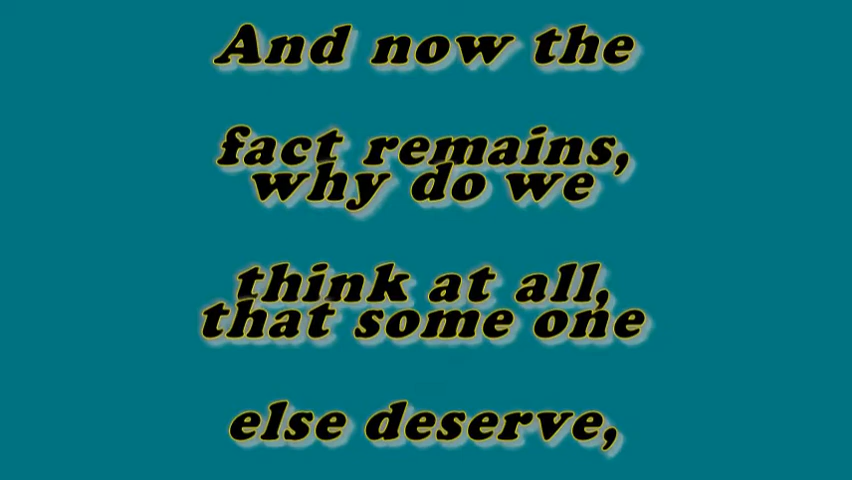 And now the
fact remains,
why do we
think at all,
that some one
else deserve,